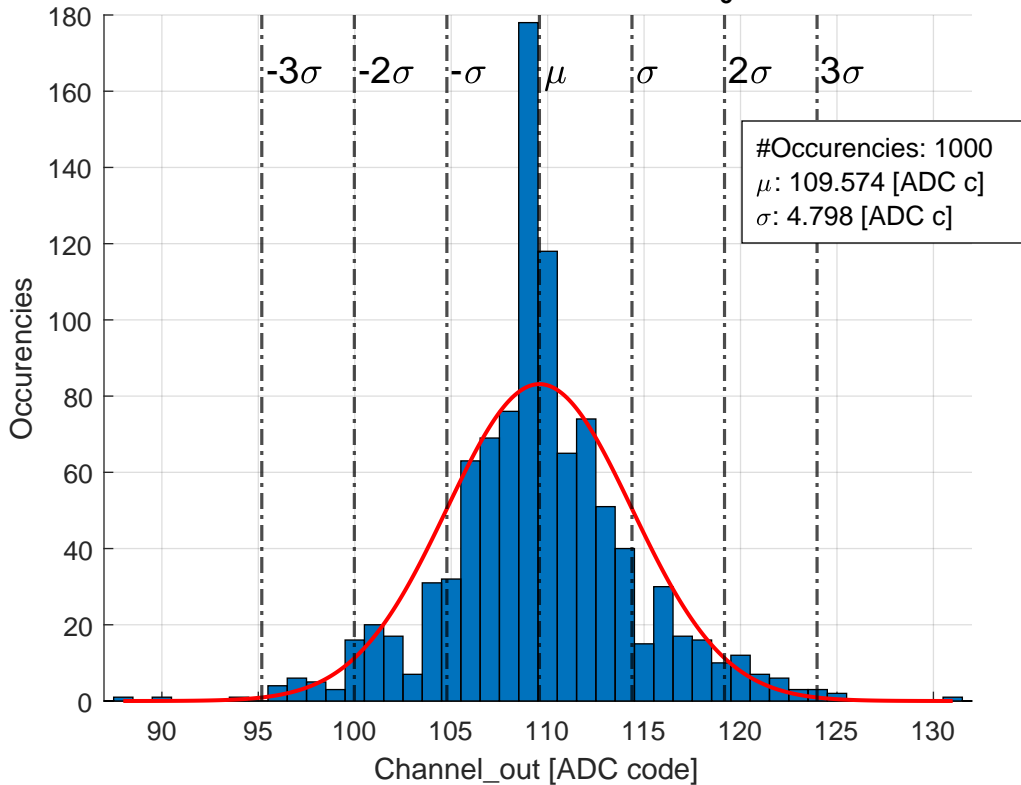 180
160
140
120
100
80
60
40
20
0
-3σ -2σ -σ μ σ 2σ 3σ
#Occurencies: 1000
μ: 109.574 [ADC c]
σ: 4.798 [ADC c]
Occurencies
90 95 100 105 110 115 120 125 130
Channel_out [ADC code]